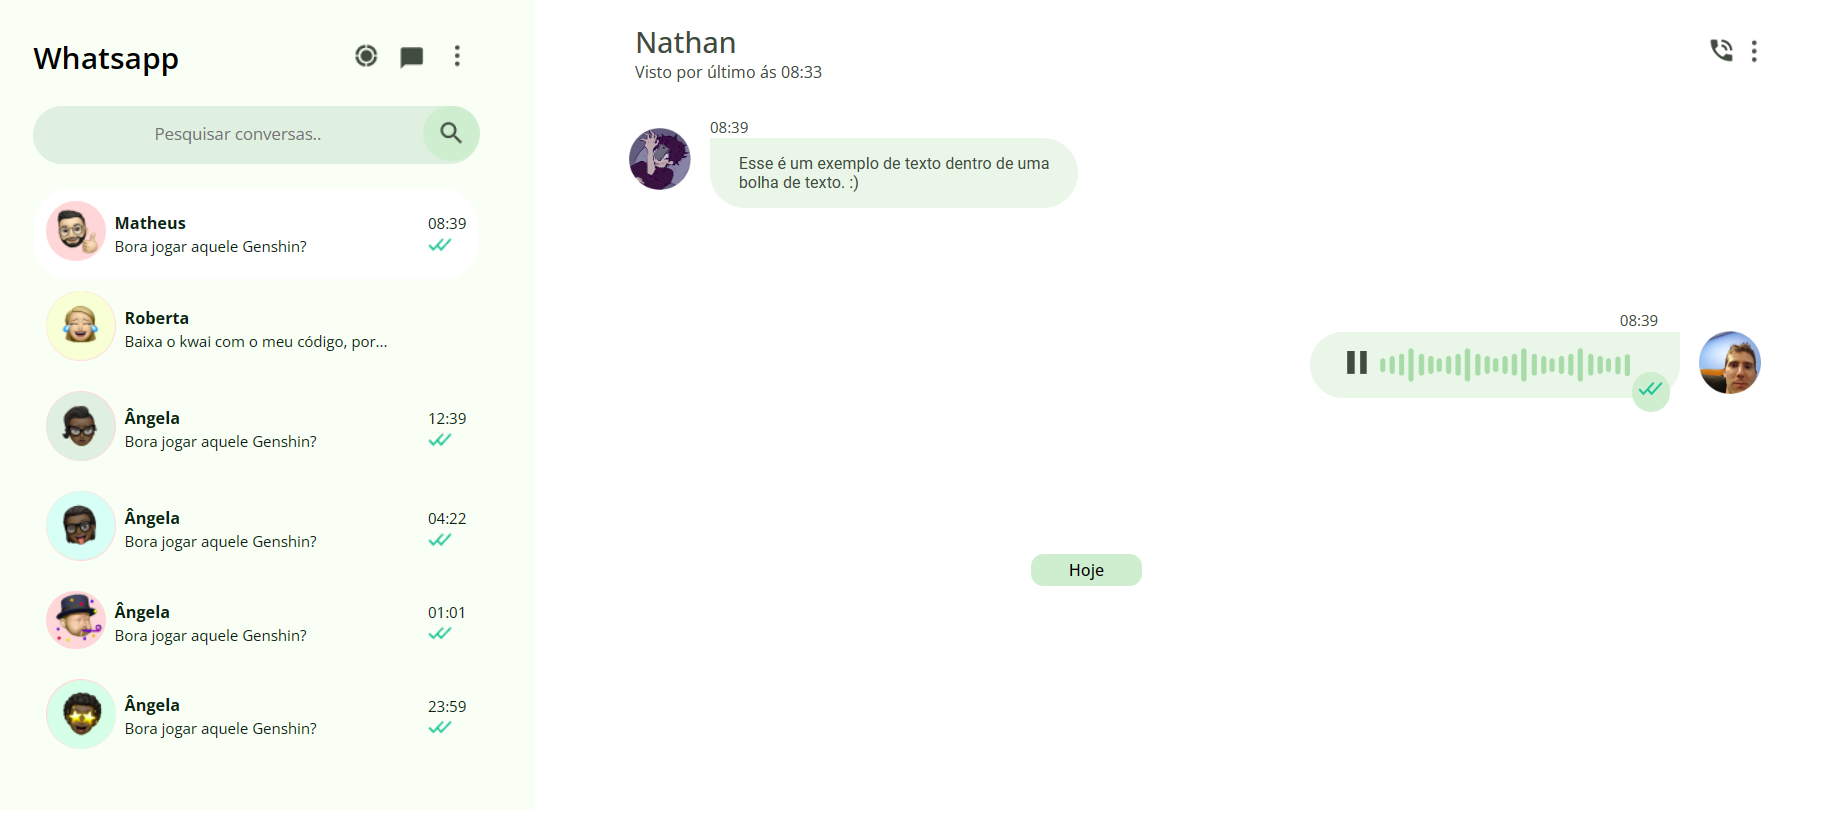 Whatsapp
Pesquisar conversas..
Matheus
08:39
Bora jogar aquele Genshin?
Roberta
Baixa o kwai com o meu código, por...
Ângela
12:39
Bora jogar aquele Genshin?
Ângela
04:22
Bora jogar aquele Genshin?
Ângela
01:01
Bora jogar aquele Genshin?
Ângela
23:59
Bora jogar aquele Genshin?
Nathan
Visto por último ás 08:33
08:39
Esse é um exemplo de texto dentro de uma
bolha de texto. :)
08:39
Hoje